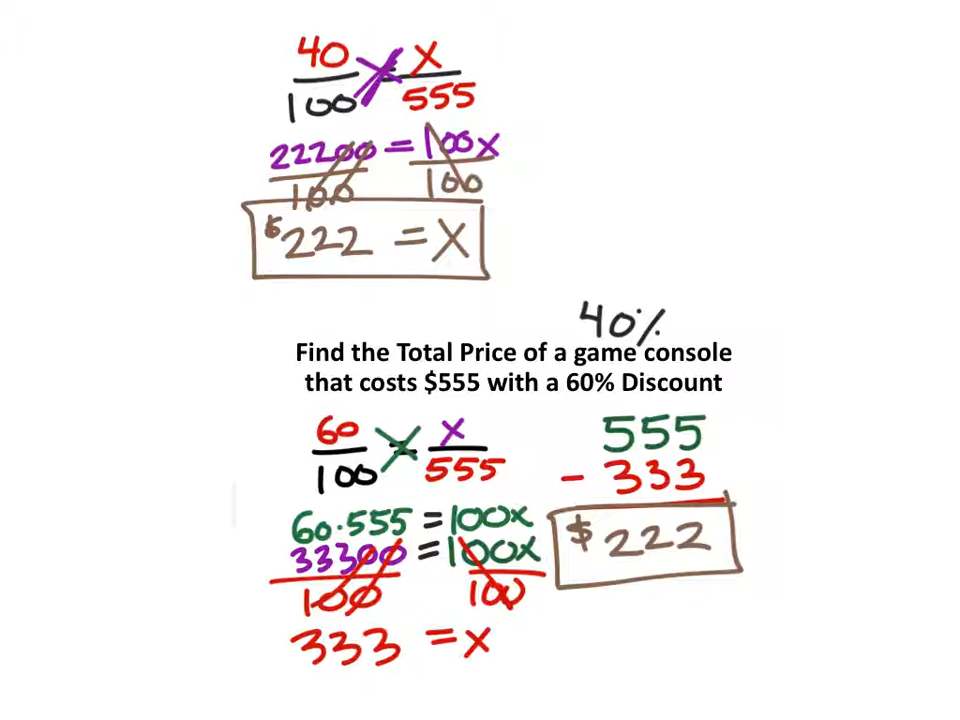 40/100 = x/555
22200/100 = 100x/100
$222 = x
40%
Find the Total Price of a game console
that costs $555 with a 60% Discount
60/100 = x/555
60·555 = 100x
33300/100 = 100x/100
333 = x
555
- 333
$222